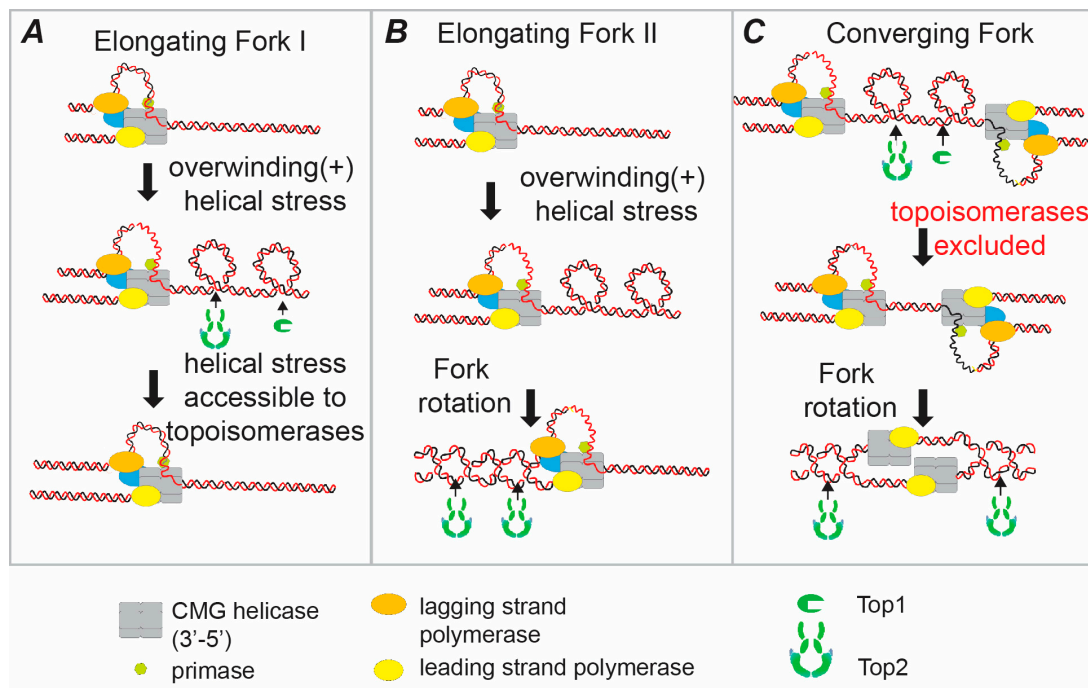 A
Elongating Fork I
overwinding(+)
helical stress
helical stress
accessible to
topoisomerases
B
Elongating Fork II
overwinding(+)
helical stress
Fork
rotation
C
Converging Fork
topoisomerases
excluded
Fork
rotation
CMG helicase
(3'-5')
primase
lagging strand
polymerase
leading strand polymerase
Top1
Top2